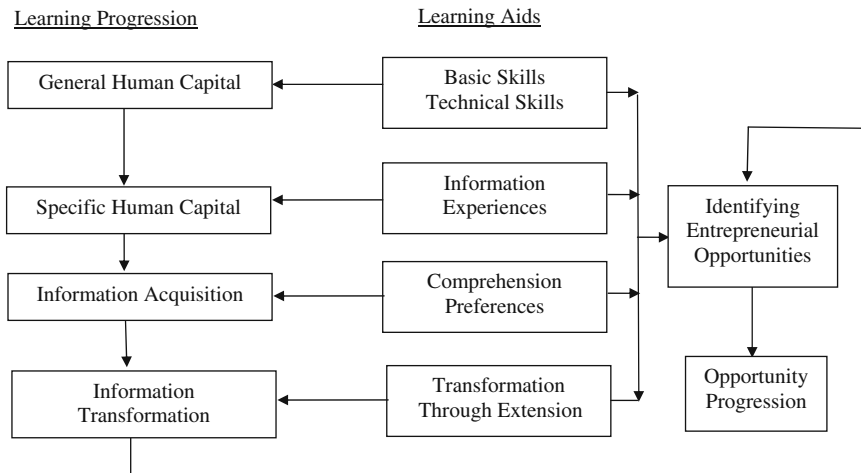 Learning Progression
Learning Aids
General Human Capital
Basic Skills
Technical Skills
Specific Human Capital
Information
Experiences
Identifying
Entrepreneurial
Opportunities
Information Acquisition
Comprehension
Preferences
Information
Transformation
Transformation
Through Extension
Opportunity
Progression